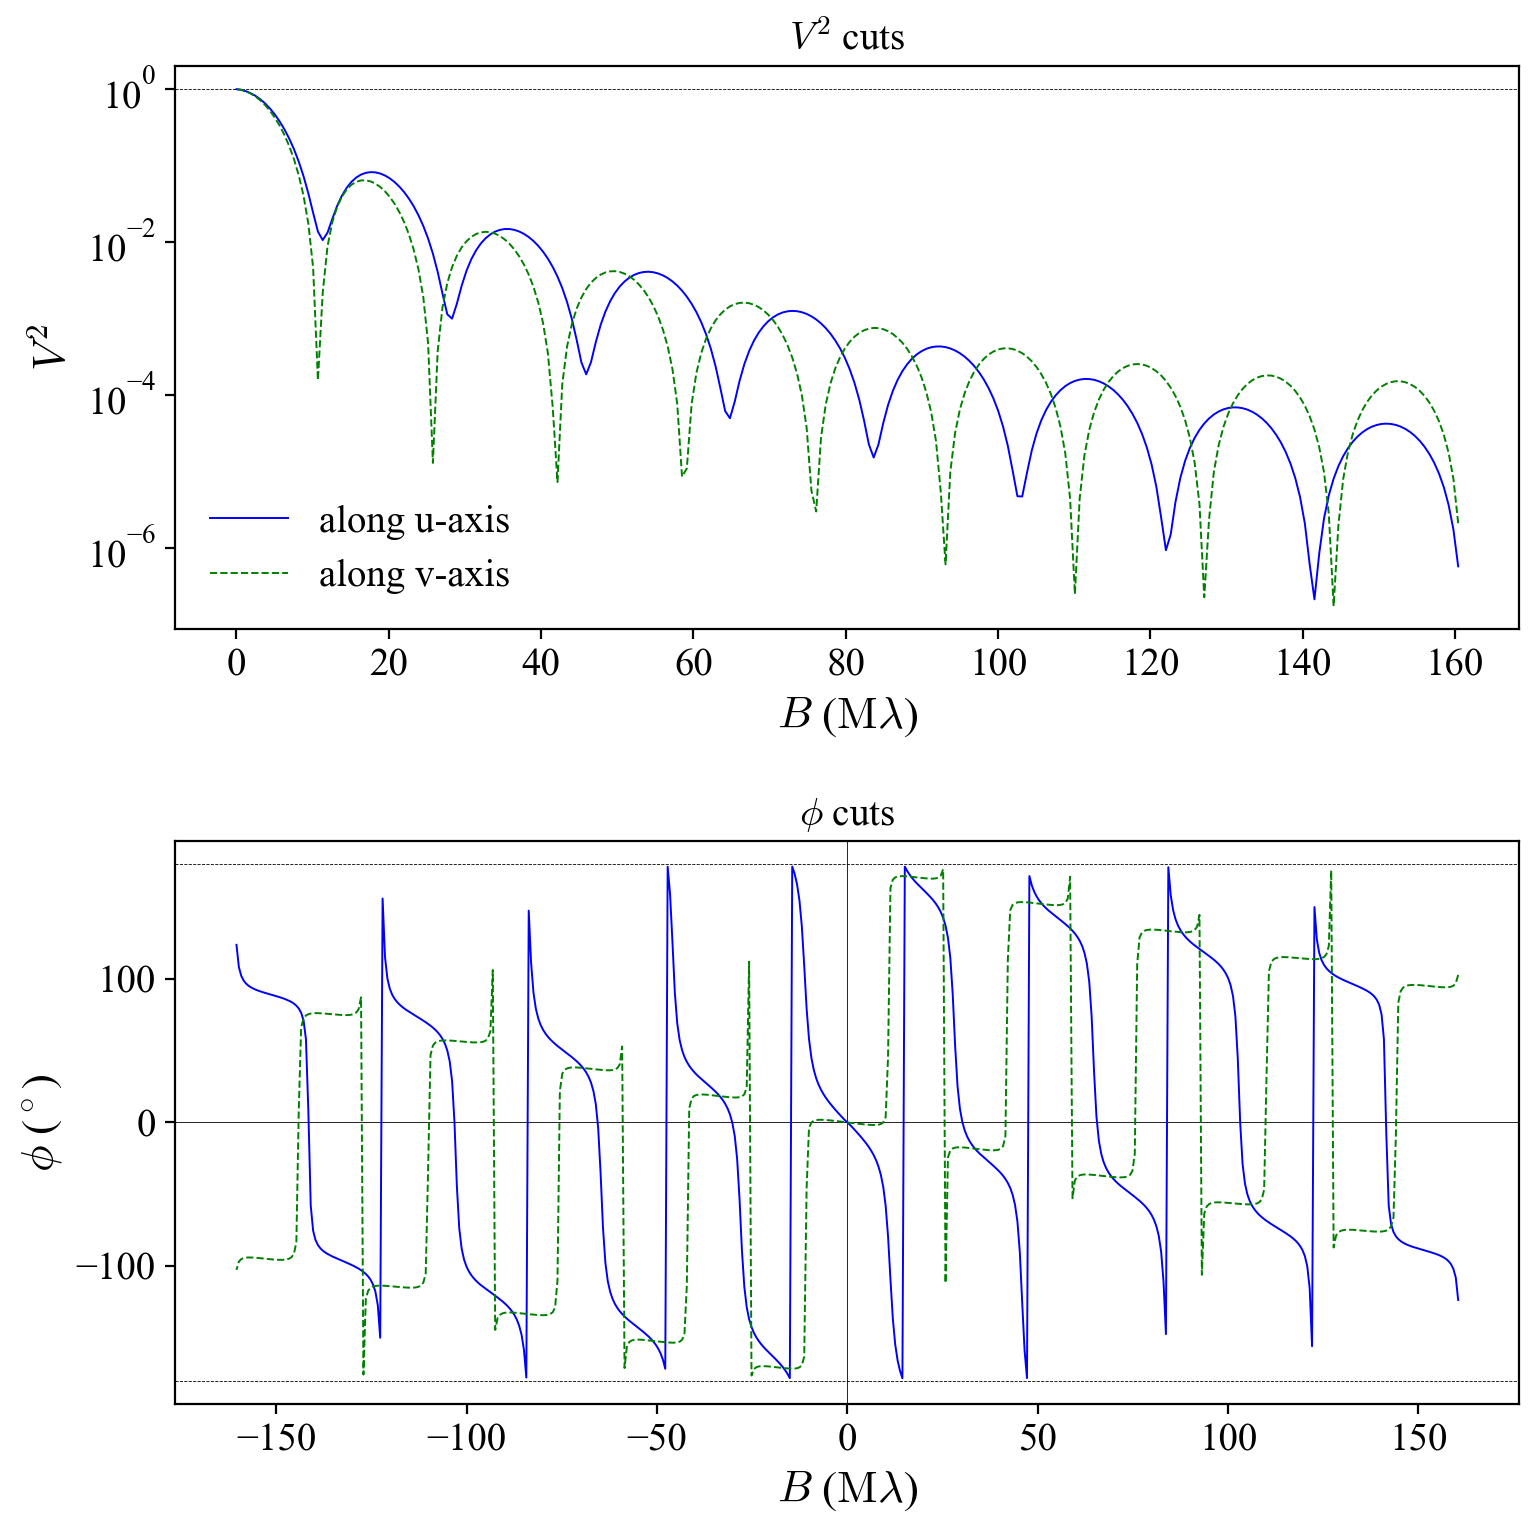 V² cuts
10⁰
10⁻²
10⁻⁴
10⁻⁶
V²
along u-axis
along v-axis
0 20 40 60 80 100 120 140 160
B (Mλ)
ϕ cuts
100
0
−100
ϕ (°)
−150 −100 −50 0 50 100 150
B (Mλ)